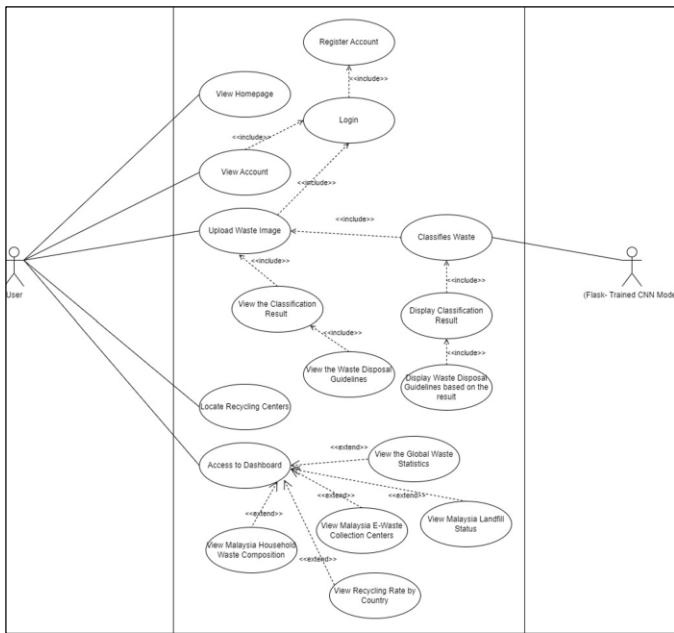 Register Account
<<include>>
View Homepage
Login
<<include>>
View Account
<<include>>
<<include>>
Upload Waste Image
Classifies Waste
User
(Flask- Trained CNN Mode
<<include>>
<<include>>
View the Classification
Result
Display Classification
Result
<<include>>
<<include>>
View the Waste Disposal
Guidelines
Display Waste Disposal
Guidelines based on the
result
Locate Recycling Centers
<<extend>>
View the Global Waste
Statistics
Access to Dashboard
<<extend>>
<<extend>>
<<extend>>
View Malaysia E-Waste
Collection Centers
View Malaysia Landfill
Status
View Malaysia Household
Waste Composition
<<extend>>
View Recycling Rate by
Country